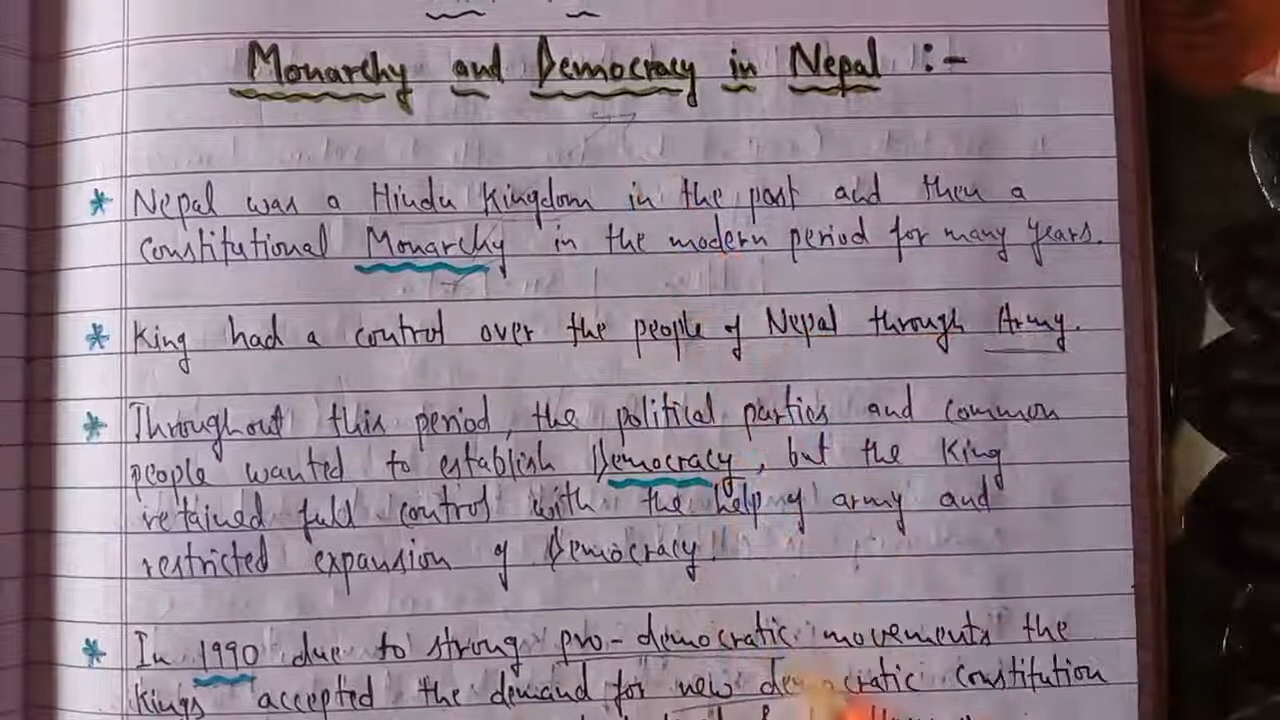 Monarchy and Democracy in Nepal :-
* Nepal was a Hindu Kingdom in the past and then a
constitutional Monarchy in the modern period for many years.
* King had a control over the people of Nepal through Army.
* Throughout this period, the political parties and common
people wanted to establish Democracy, but the King
retained full control with the help of army and
restricted expansion of Democracy.
* In 1990 due to strong pro-democratic movements the
Kings accepted the demand for new democratic constitution